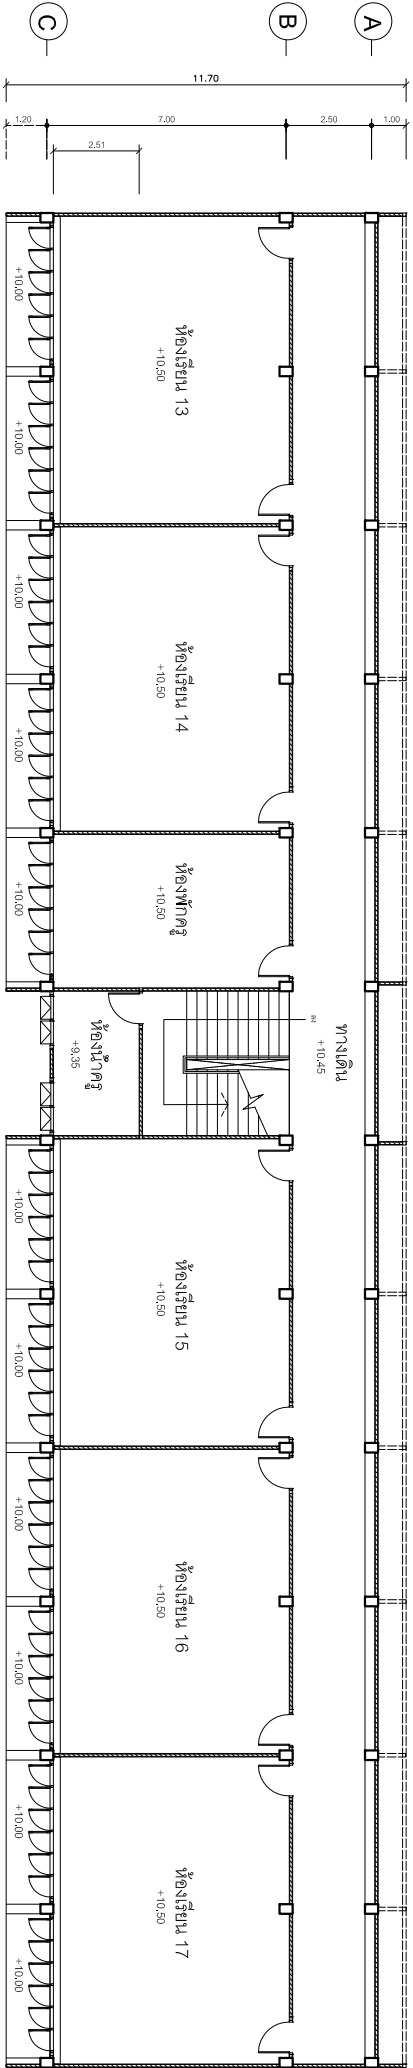 C
B
A
11.70
1.20
7.00
2.50
1.00
2.51
+10.00
ห้องเรียน 13
+10.50
+10.00
+10.00
ห้องเรียน 14
+10.50
+10.00
+10.00
ห้องพักครู
+10.50
ห้องน้ำครู
+9.35
ลง
ทางเดิน
+10.45
+10.00
ห้องเรียน 15
+10.50
+10.00
+10.00
ห้องเรียน 16
+10.50
+10.00
+10.00
ห้องเรียน 17
+10.50
+10.00